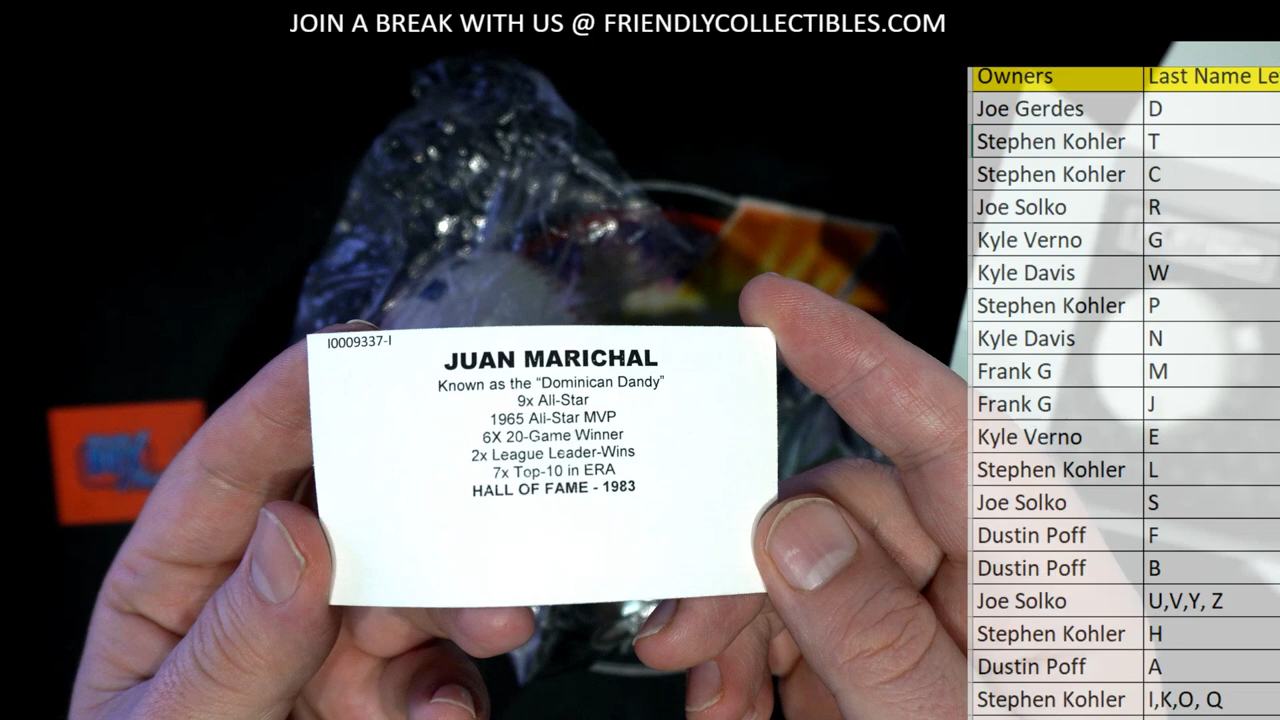 JOIN A BREAK WITH US @ FRIENDLYCOLLECTIBLES.COM
Owners Last Name Le
Joe Gerdes D
Stephen Kohler T
Stephen Kohler C
Joe Solko R
Kyle Verno G
Kyle Davis W
Stephen Kohler P
Kyle Davis N
Frank G M
Frank G J
Kyle Verno E
Stephen Kohler L
Joe Solko S
Dustin Poff F
Dustin Poff B
Joe Solko U,V,Y, Z
Stephen Kohler H
Dustin Poff A
Stephen Kohler I,K,O, Q
I0009337-I
JUAN MARICHAL
Known as the “Dominican Dandy”
9x All-Star
1965 All-Star MVP
6X 20-Game Winner
2x League Leader-Wins
7x Top-10 in ERA
HALL OF FAME - 1983